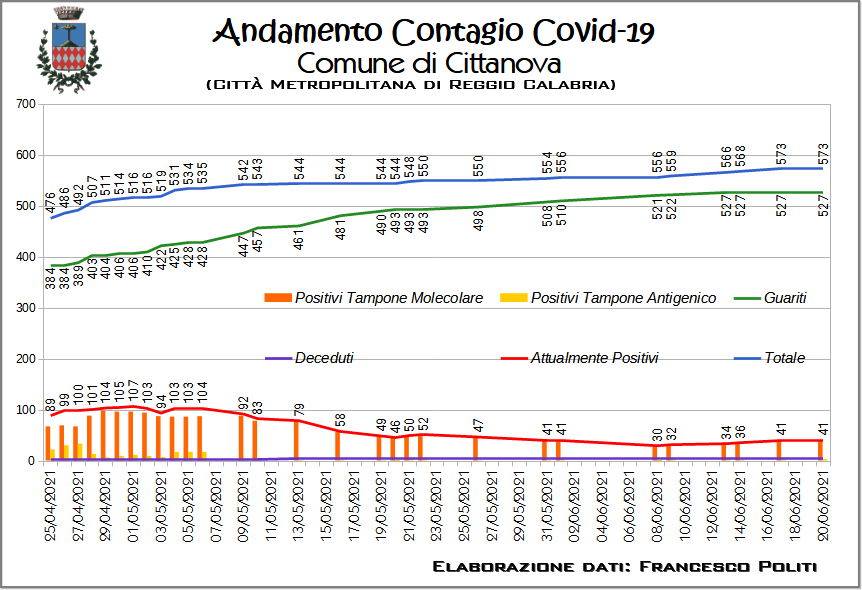 Andamento Contagio Covid-19
Comune di Cittanova
(Città Metropolitana di Reggio Calabria)
700
600
500
400
300
200
100
0
476 486 492 507 511 514 516 516 519 531 534 535 542 543 544 544 544 544 548 550 550 554 556 556 559 566 568 573 573
384 384 389 403 404 406 406 410 422 425 428 428 447 457 461 481 490 493 493 493 498 508 510 521 522 527 527 527 527
Positivi Tampone Molecolare Positivi Tampone Antigenico Guariti
Deceduti Attualmente Positivi Totale
89 99 100 101 104 105 107 103 94 103 103 104 92 83 79 58 49 46 50 52 47 41 41 30 32 34 36 41 41
25/04/2021 27/04/2021 29/04/2021 01/05/2021 03/05/2021 05/05/2021 07/05/2021 09/05/2021 11/05/2021 13/05/2021 15/05/2021 17/05/2021 19/05/2021 21/05/2021 23/05/2021 25/05/2021 27/05/2021 29/05/2021 31/05/2021 02/06/2021 04/06/2021 06/06/2021 08/06/2021 10/06/2021 12/06/2021 14/06/2021 16/06/2021 18/06/2021 20/06/2021
Elaborazione dati: Francesco Politi